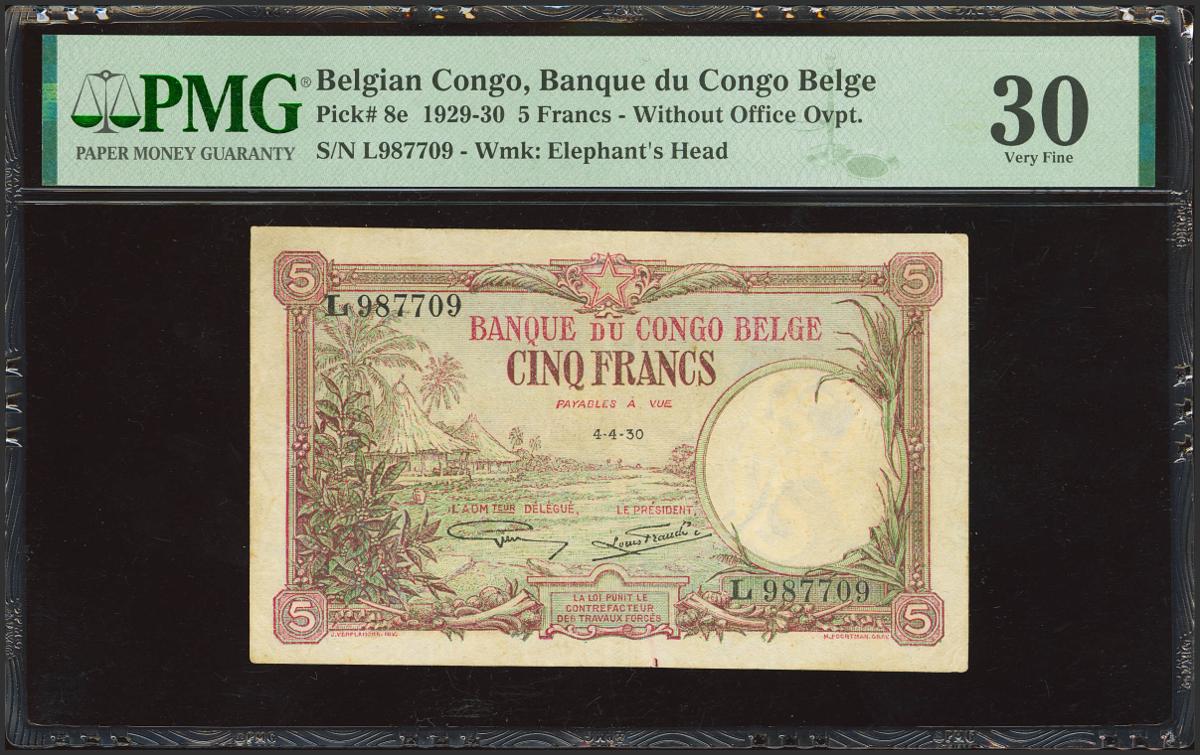 PMG®
PAPER MONEY GUARANTY
Belgian Congo, Banque du Congo Belge
Pick# 8e 1929-30 5 Francs - Without Office Ovpt.
S/N L987709 - Wmk: Elephant's Head
30
Very Fine
5
5
L987709
BANQUE DU CONGO BELGE
CINQ FRANCS
PAYABLES À VUE
4-4-30
L'ADMTEUR DÉLÉGUÉ,
LE PRÉSIDENT,
L987709
5
LA LOI PUNIT LE
CONTREFACTEUR
DES TRAVAUX FORCÉS
5